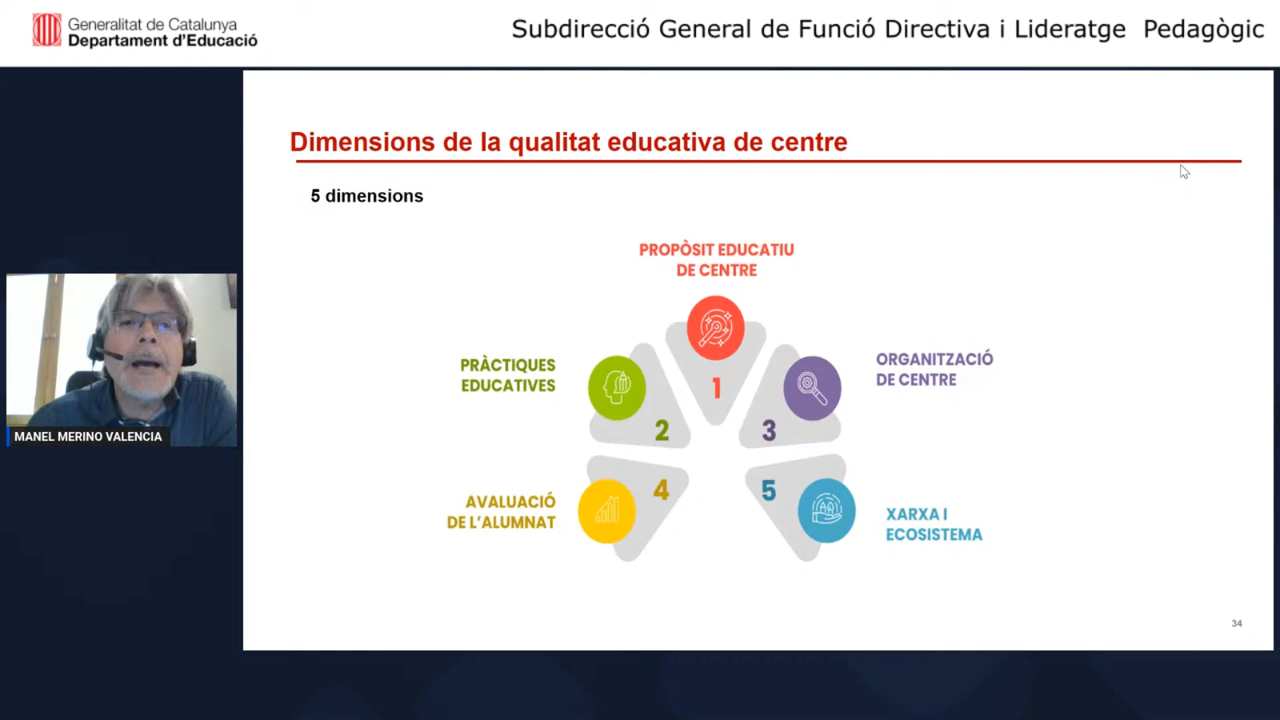 Generalitat de Catalunya
Departament d'Educació
Subdirecció General de Funció Directiva i Lideratge Pedagògic
Dimensions de la qualitat educativa de centre
5 dimensions
PROPÒSIT EDUCATIU
DE CENTRE
1
PRÀCTIQUES
EDUCATIVES
2
ORGANITZACIÓ
DE CENTRE
3
AVALUACIÓ
DE L'ALUMNAT
4
XARXA I
ECOSISTEMA
5
MANEL MERINO VALENCIA
34